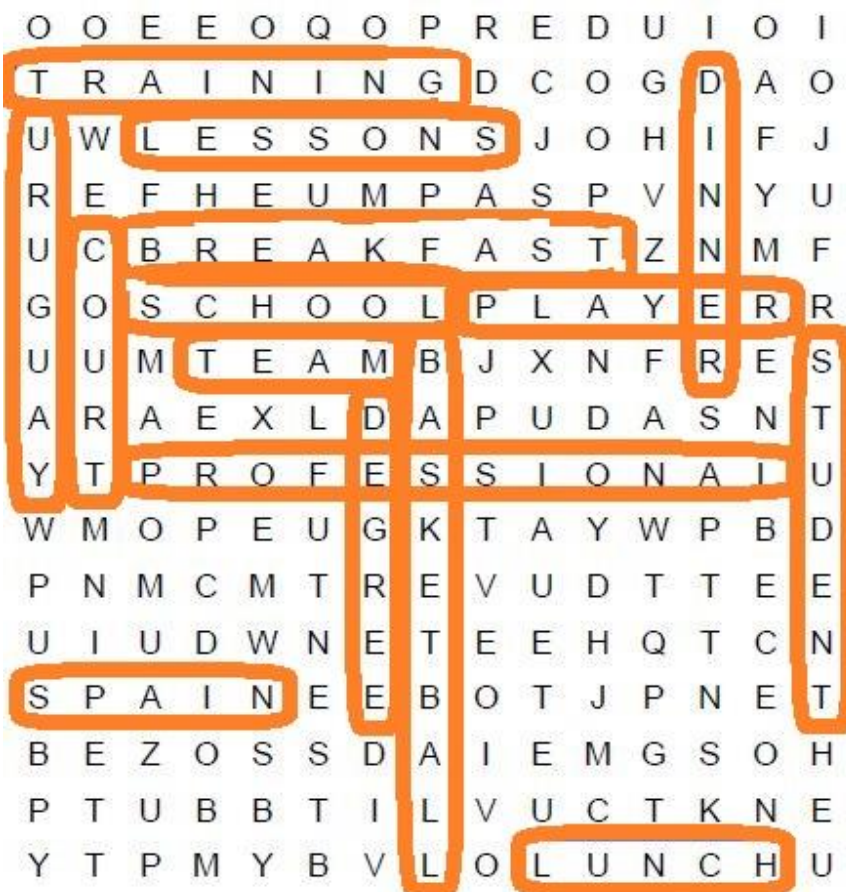 O O E E O Q O P R E D U I O I
T R A I N I N G D C O G D A O
U W L E S S O N S J O H I F J
R E F H E U M P A S P V N Y U
U C B R E A K F A S T Z N M F
G O S C H O O L P L A Y E R R
U U M T E A M B J X N F R E S
A R A E X L D A P U D A S N T
Y T P R O F E S S I O N A L U
W M O P E U G K T A Y W P B D
P N M C M T R E V U D T T E E
U I U D W N E T E E H Q T C N
S P A I N E E B O T J P N E T
B E Z O S S D A I E M G S O H
P T U B B T I L V U C T K N E
Y T P M Y B V L O L U N C H U